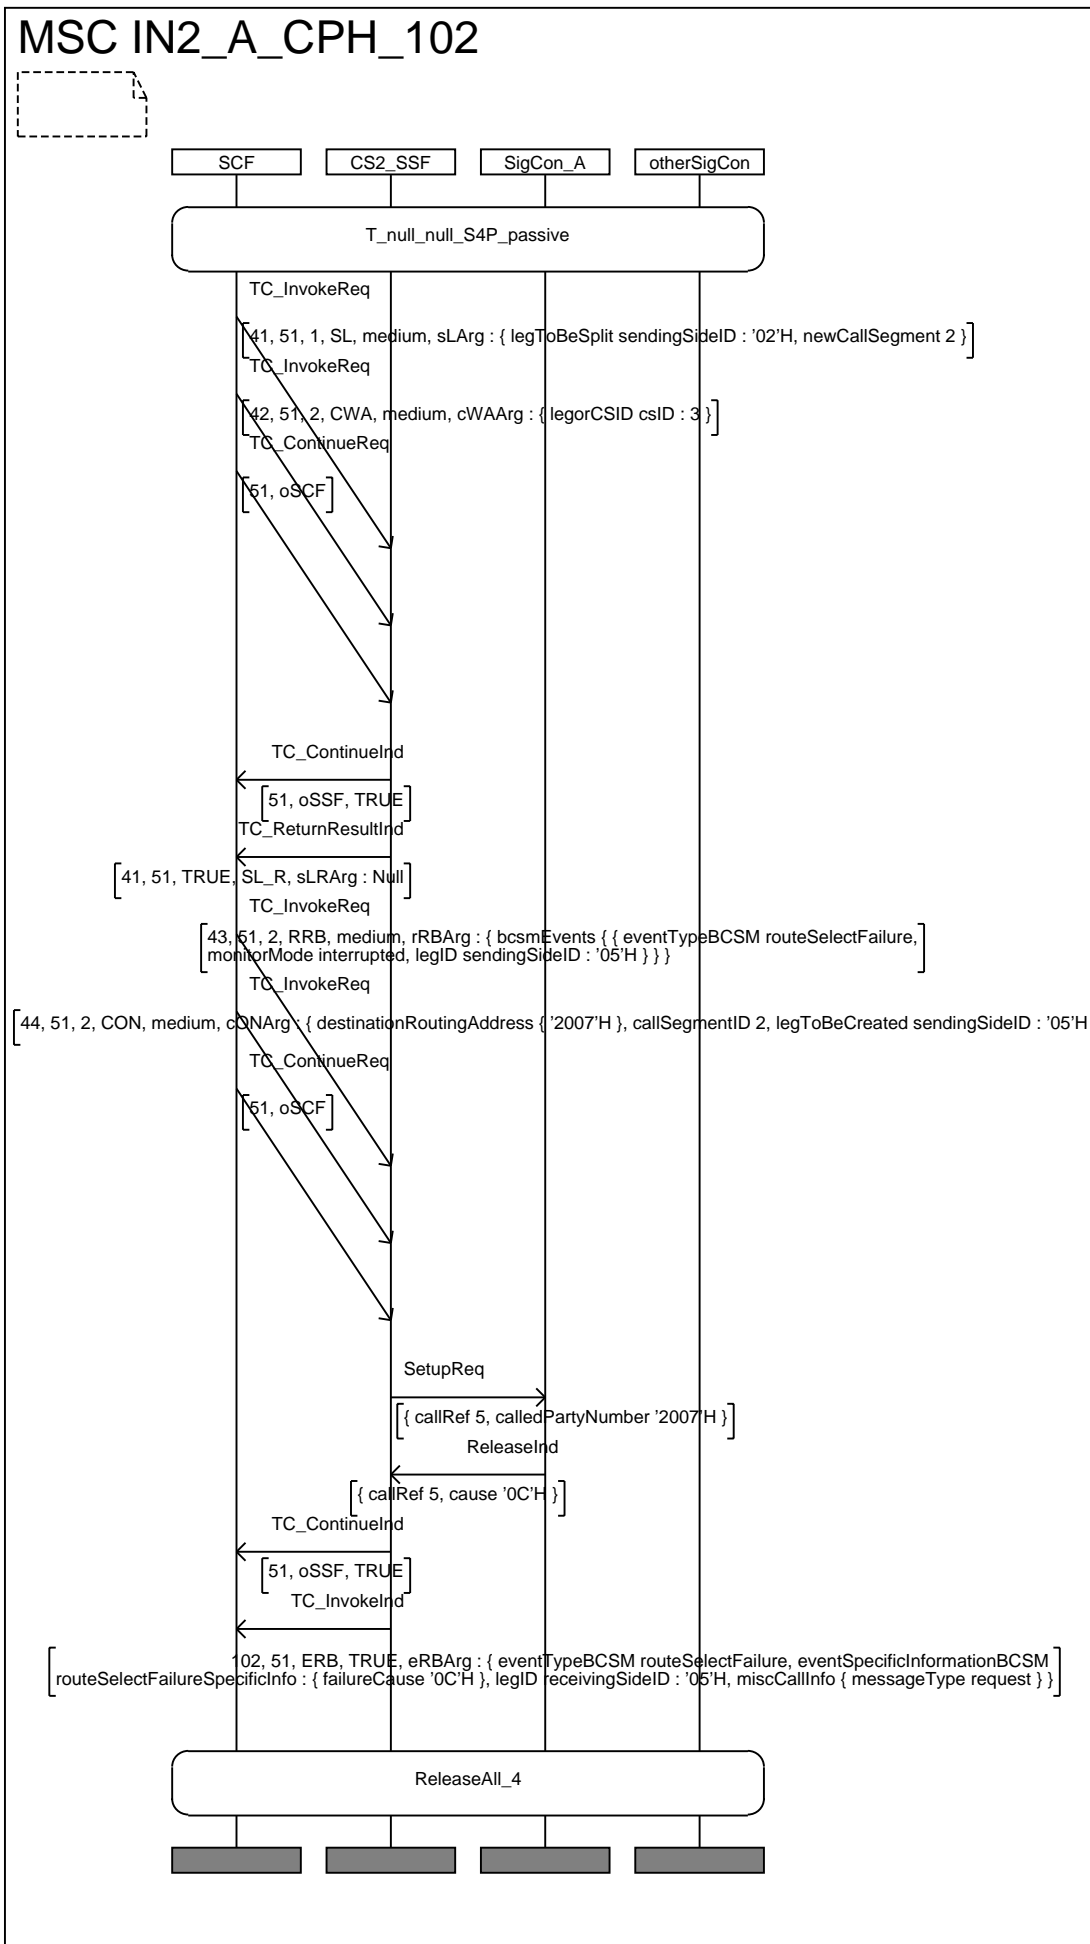 MSC IN2_A_CPH_102
SCF
CS2_SSF
SigCon_A
otherSigCon
T_null_null_S4P_passive
TC_InvokeReq
41, 51, 1, SL, medium, sLArg : { legToBeSplit sendingSideID : '02'H, newCallSegment 2 }
TC_InvokeReq
42, 51, 2, CWA, medium, cWAArg : { legorCSID csID : 3 }
TC_ContinueReq
51, oSCF
TC_ContinueInd
51, oSSF, TRUE
TC_ReturnResultInd
41, 51, TRUE, SL_R, sLRArg : Null
TC_InvokeReq
43, 51, 2, RRB, medium, rRBArg : { bcsmEvents { { eventTypeBCSM routeSelectFailure,
monitorMode interrupted, legID sendingSideID : '05'H } } }
TC_InvokeReq
44, 51, 2, CON, medium, cONArg : { destinationRoutingAddress { '2007'H }, callSegmentID 2, legToBeCreated sendingSideID : '05'H
TC_ContinueReq
51, oSCF
SetupReq
{ callRef 5, calledPartyNumber '2007'H }
ReleaseInd
{ callRef 5, cause '0C'H }
TC_ContinueInd
51, oSSF, TRUE
TC_InvokeInd
102, 51, ERB, TRUE, eRBArg : { eventTypeBCSM routeSelectFailure, eventSpecificInformationBCSM
routeSelectFailureSpecificInfo : { failureCause '0C'H }, legID receivingSideID : '05'H, miscCallInfo { messageType request } }
ReleaseAll_4